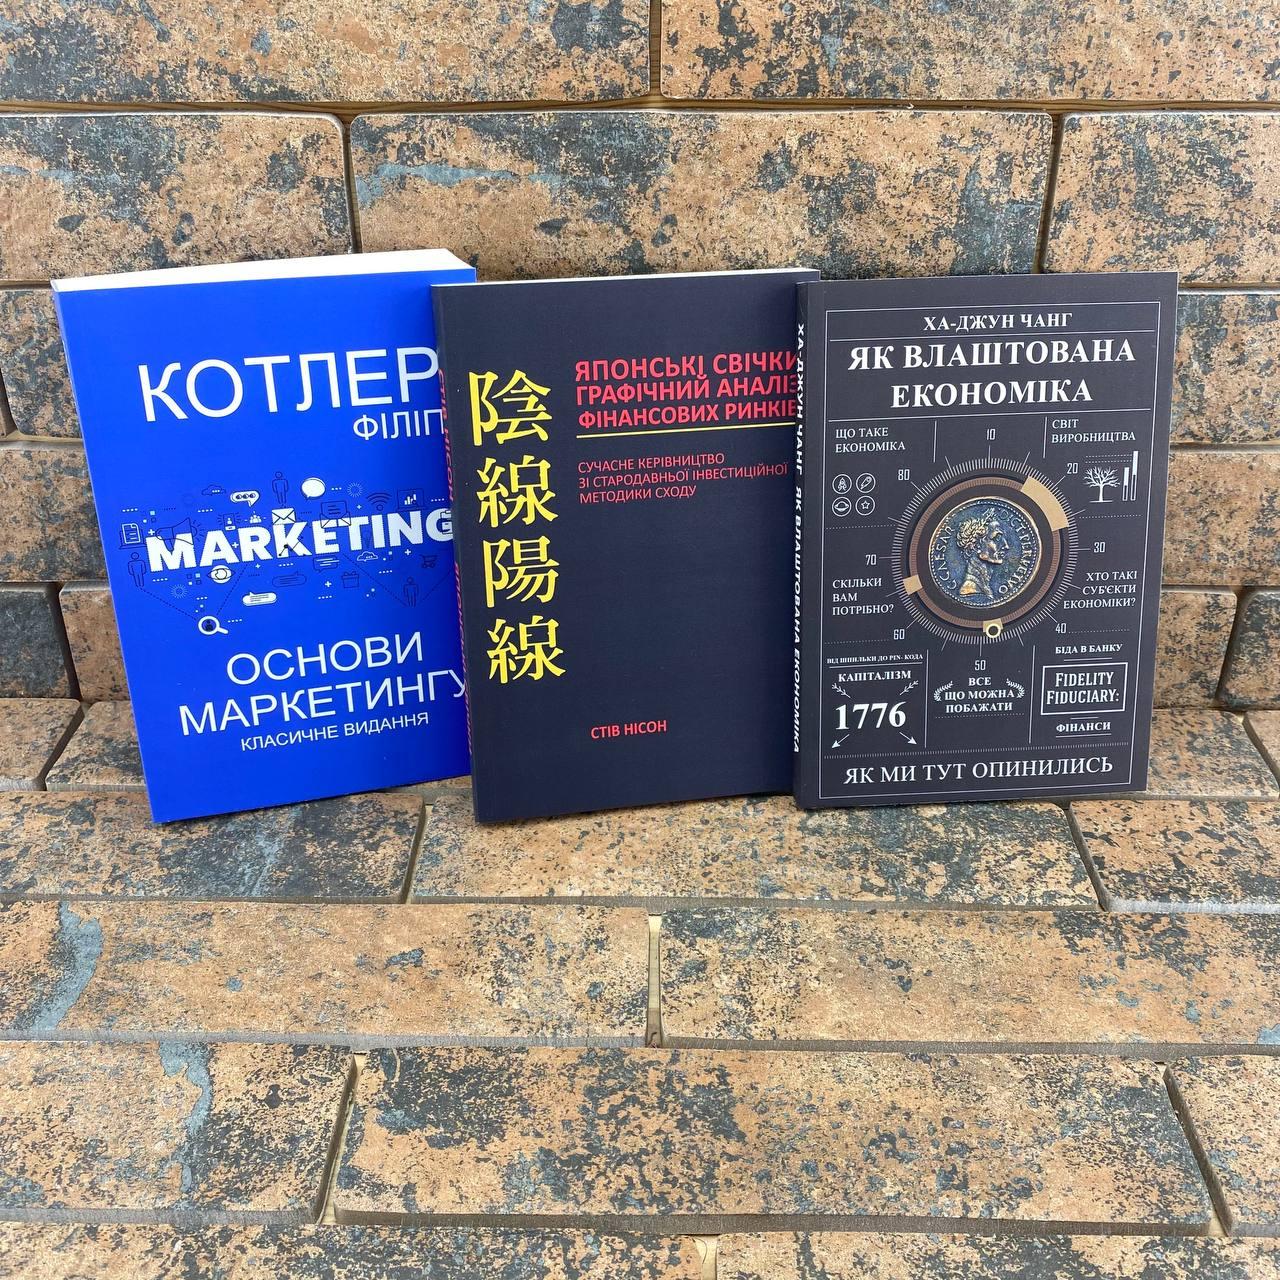 КОТЛЕР
ФІЛІП
MARKETING
ОСНОВИ
МАРКЕТИНГУ
КЛАСИЧНЕ ВИДАННЯ
陰線陽線
ЯПОНСЬКІ СВІЧКИ
ГРАФІЧНИЙ АНАЛІЗ
ФІНАНСОВИХ РИНКІВ
СУЧАСНЕ КЕРІВНИЦТВО
ЗІ СТАРОДАВНЬОЇ ІНВЕСТИЦІЙНОЇ
МЕТОДИКИ СХОДУ
СТІВ НІСОН
ХА-ДЖУН ЧАНГ ЯК ВЛАШТОВАНА ЕКОНОМІКА
ХА-ДЖУН ЧАНГ
ЯК ВЛАШТОВАНА
ЕКОНОМІКА
ЩО ТАКЕ
ЕКОНОМІКА
СВІТ
ВИРОБНИЦТВА
10
20
30
40
50
60
70
80
СКІЛЬКИ
ВАМ
ПОТРІБНО?
ХТО ТАКІ
СУБ'ЄКТИ
ЕКОНОМІКИ?
ВІД ШПИЛЬКИ ДО PIN- КОДА
КАПІТАЛІЗМ
1776
ВСЕ
ЩО МОЖНА
ПОБАЖАТИ
БІДА В БАНКУ
FIDELITY
FIDUCIARY:
ФІНАНСИ
ЯК МИ ТУТ ОПИНИЛИСЬ